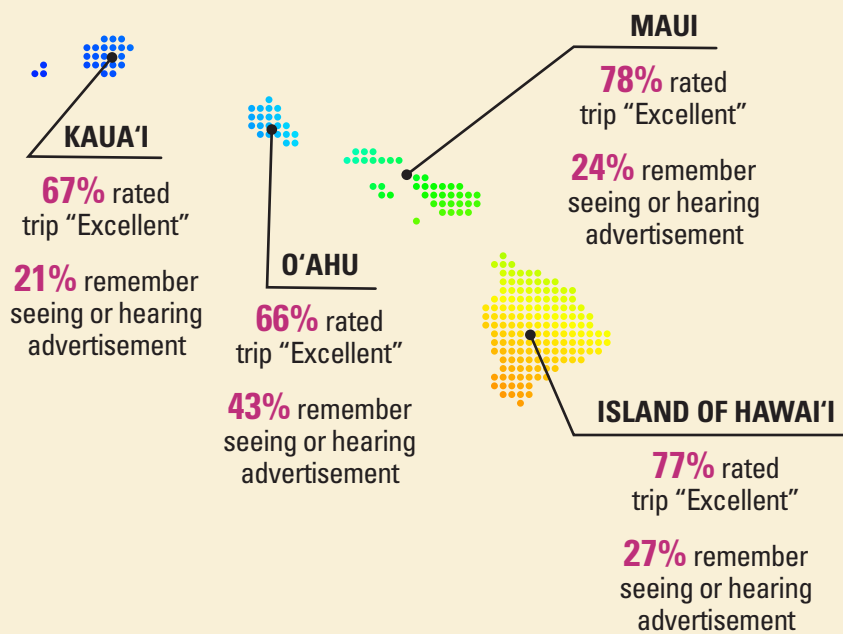 KAUA‘I
67% rated
trip “Excellent”
21% remember
seeing or hearing
advertisement
O‘AHU
66% rated
trip “Excellent”
43% remember
seeing or hearing
advertisement
MAUI
78% rated
trip “Excellent”
24% remember
seeing or hearing
advertisement
ISLAND OF HAWAI‘I
77% rated
trip “Excellent”
27% remember
seeing or hearing
advertisement